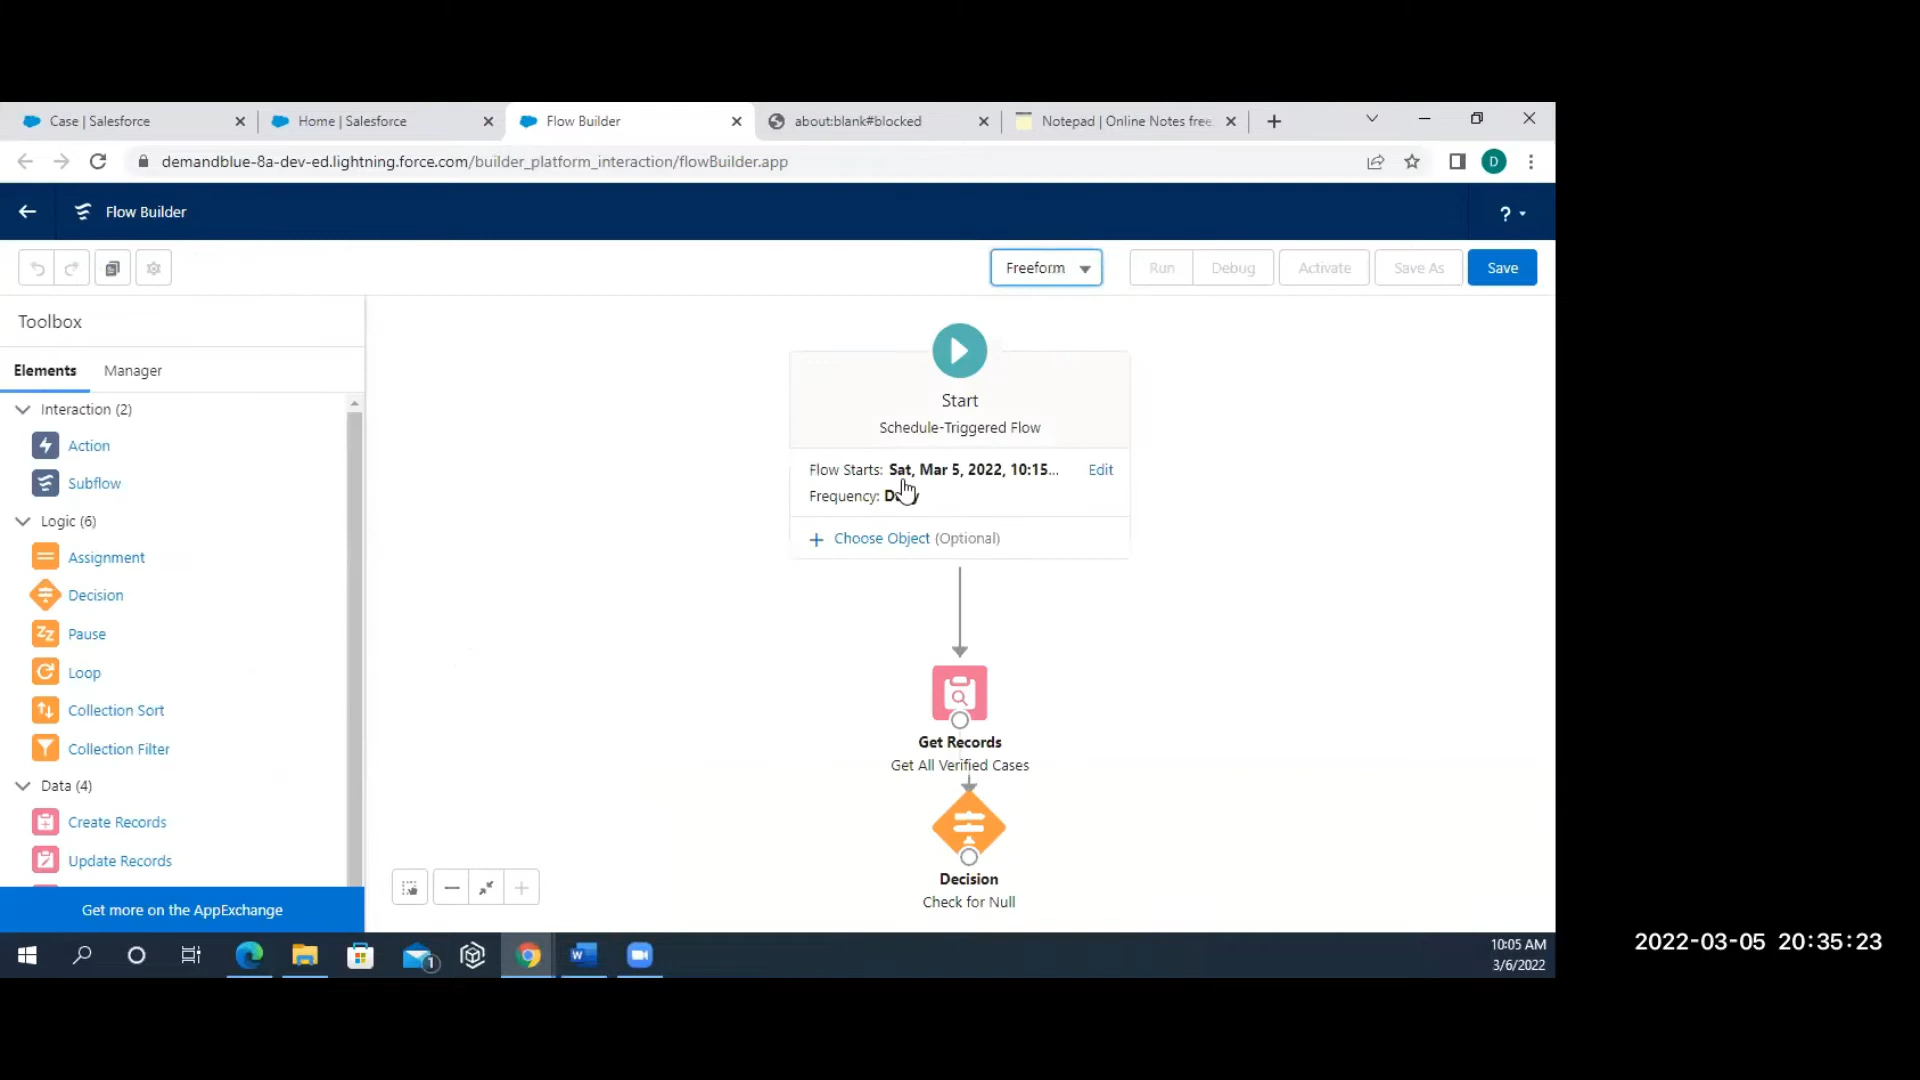 Case | Salesforce
Home | Salesforce
Flow Builder
about:blank#blocked
Notepad | Online Notes free
demandblue-8a-dev-ed.lightning.force.com/builder_platform_interaction/flowBuilder.app
D
Flow Builder
?
Freeform
Run
Debug
Activate
Save As
Save
Toolbox
Elements
Manager
Interaction (2)
Action
Subflow
Logic (6)
Assignment
Decision
Pause
Loop
Collection Sort
Collection Filter
Data (4)
Create Records
Update Records
Get more on the AppExchange
Start
Schedule-Triggered Flow
Flow Starts: Sat, Mar 5, 2022, 10:15... Edit
Frequency:
+ Choose Object (Optional)
Get Records
Get All Verified Cases
Decision
Check for Null
1
10:05 AM
3/6/2022
2022-03-05 20:35:23